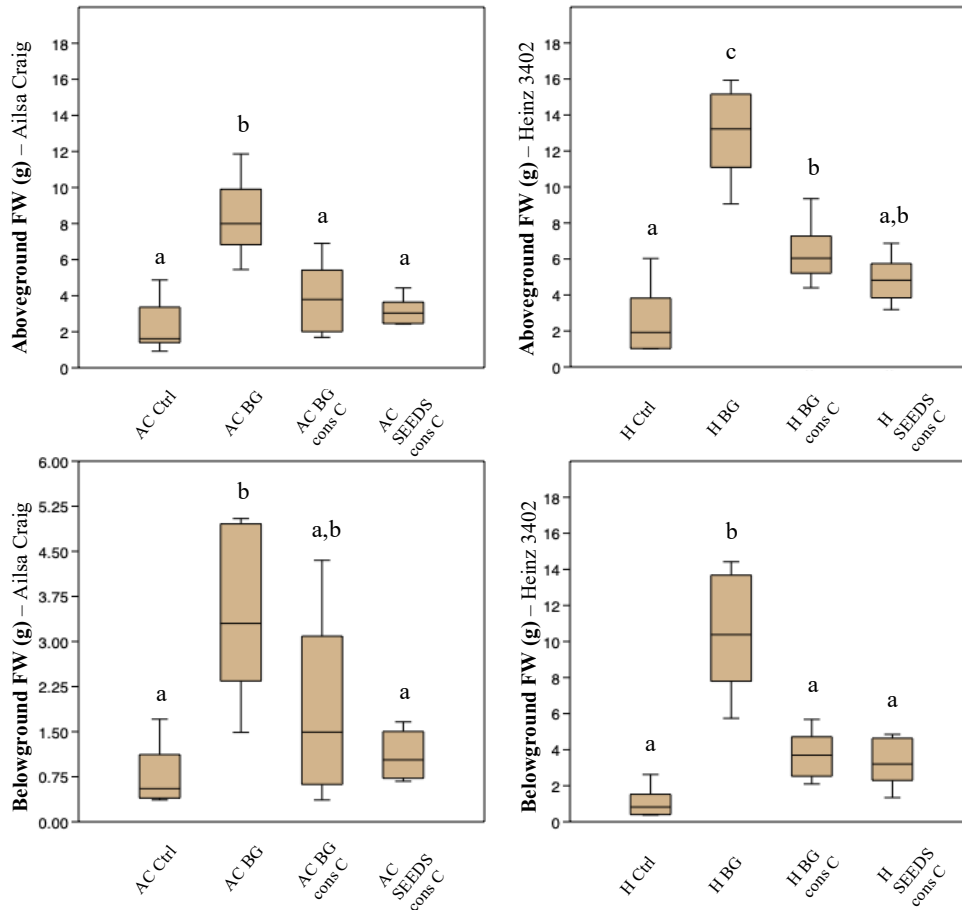 Aboveground FW (g) – Ailsa Craig
18
16
14
12
10
8
6
4
2
0
a
b
a
a
AC Ctrl
AC BG
AC BG
cons C
AC
SEEDS
cons C
Aboveground FW (g) – Heinz 3402
18
16
14
12
10
8
6
4
2
0
a
c
b
a,b
H Ctrl
H BG
H BG
cons C
H
SEEDS
cons C
Belowground FW (g) – Ailsa Craig
6.00
5.25
4.50
3.75
3.00
2.25
1.50
0.75
0.00
a
b
a,b
a
AC Ctrl
AC BG
AC BG
cons C
AC
SEEDS
cons C
Belowground FW (g) – Heinz 3402
18
16
14
12
10
8
6
4
2
0
a
b
a
a
H Ctrl
H BG
H BG
cons C
H
SEEDS
cons C